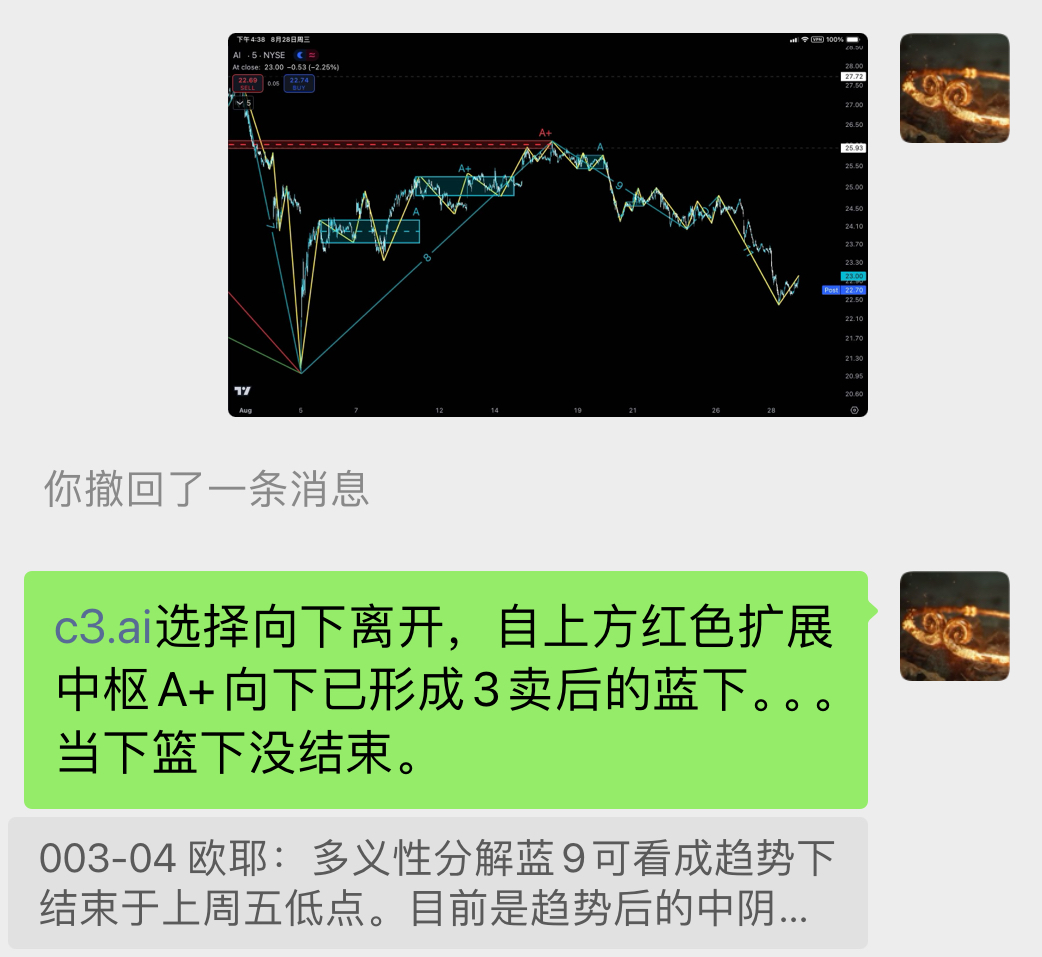 下午4:38 8月28日周三
VPN 100%
AI · 5 · NYSE
At close: 23.00 −0.53 (−2.25%)
22.69 SELL 0.05 22.74 BUY
5
28.50
28.00
27.72
27.50
27.00
26.50
25.93
25.50
25.00
24.50
24.10
23.70
23.30
23.00
Post 22.70
22.50
22.10
21.70
21.30
20.95
20.60
A+
A
A+
A
9
8
7
Aug 5 7 12 14 19 21 26 28
你撤回了一条消息
c3.ai选择向下离开，自上方红色扩展
中枢A+向下已形成3卖后的蓝下。。。
当下篮下没结束。
003-04 欧耶：多义性分解蓝9可看成趋势下
结束于上周五低点。目前是趋势后的中阴...